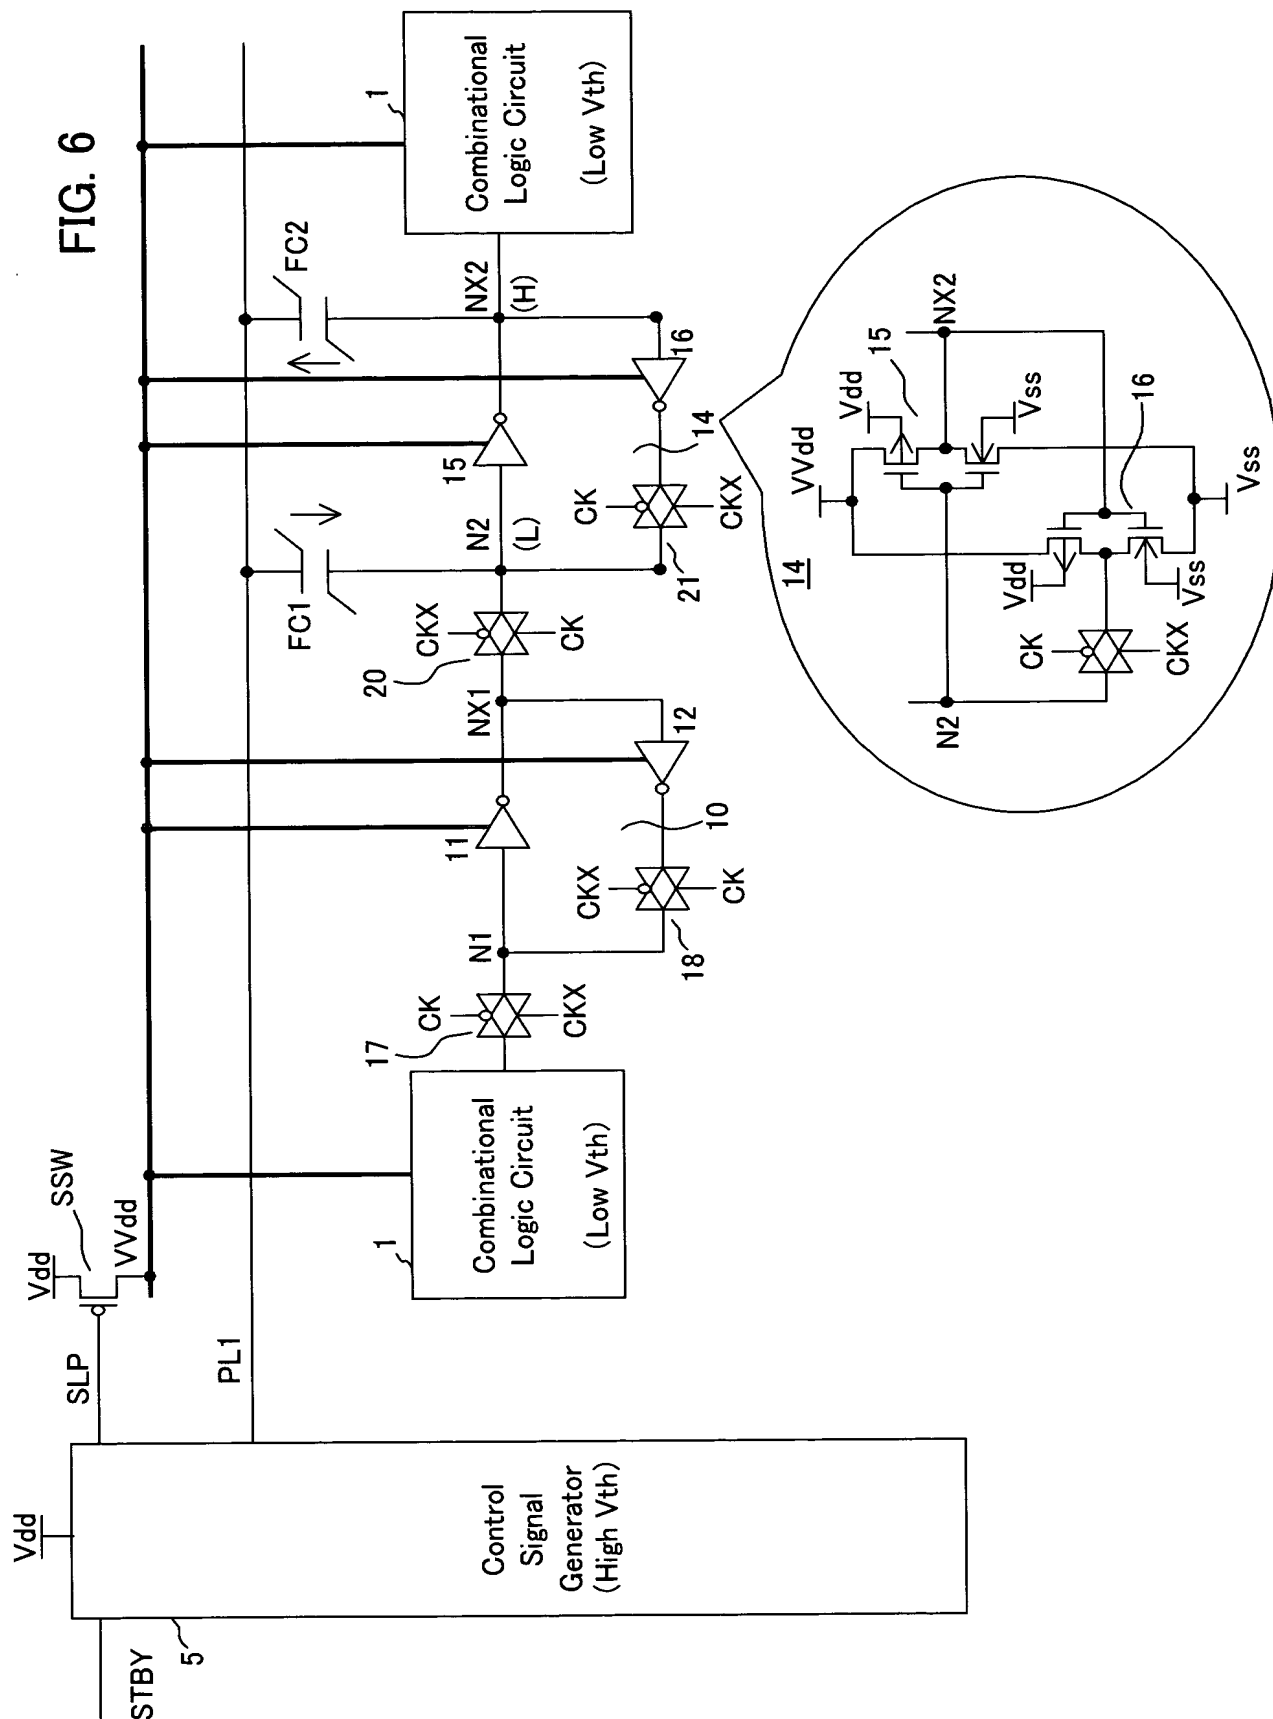 FIG. 6
Vdd
STBY
5
Control
Signal
Generator
(High Vth)
SLP
PL1
Vdd
SSW
VVdd
1
Combinational
Logic Circuit
(Low Vth)
17
CK
CKX
N1
18
CKX
CK
10
11
12
NX1
20
CKX
CK
FC1
N2
(L)
21
CK
CKX
14
15
16
FC2
NX2
(H)
1
Combinational
Logic Circuit
(Low Vth)
14
VVdd
Vdd
15
NX2
Vss
Vdd
16
Vss
Vss
CK
CKX
N2